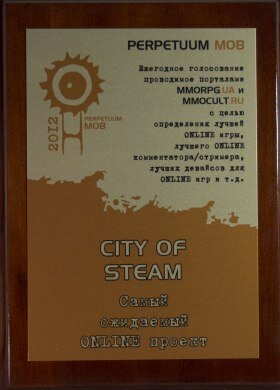 PERPETUUM MOB
Ежегодное голосование
проводимое порталами
MMORPG.UA и
MMOCULT.RU
с целью
определения лучшей
ONLINE игры,
лучшего ONLINE
комментатора/стримера,
лучших девайсов для
ONLINE игр и т.д.
2012
PERPETUUM
MOB
CITY OF
STEAM
Самый
ожидаемый
ONLINE проект